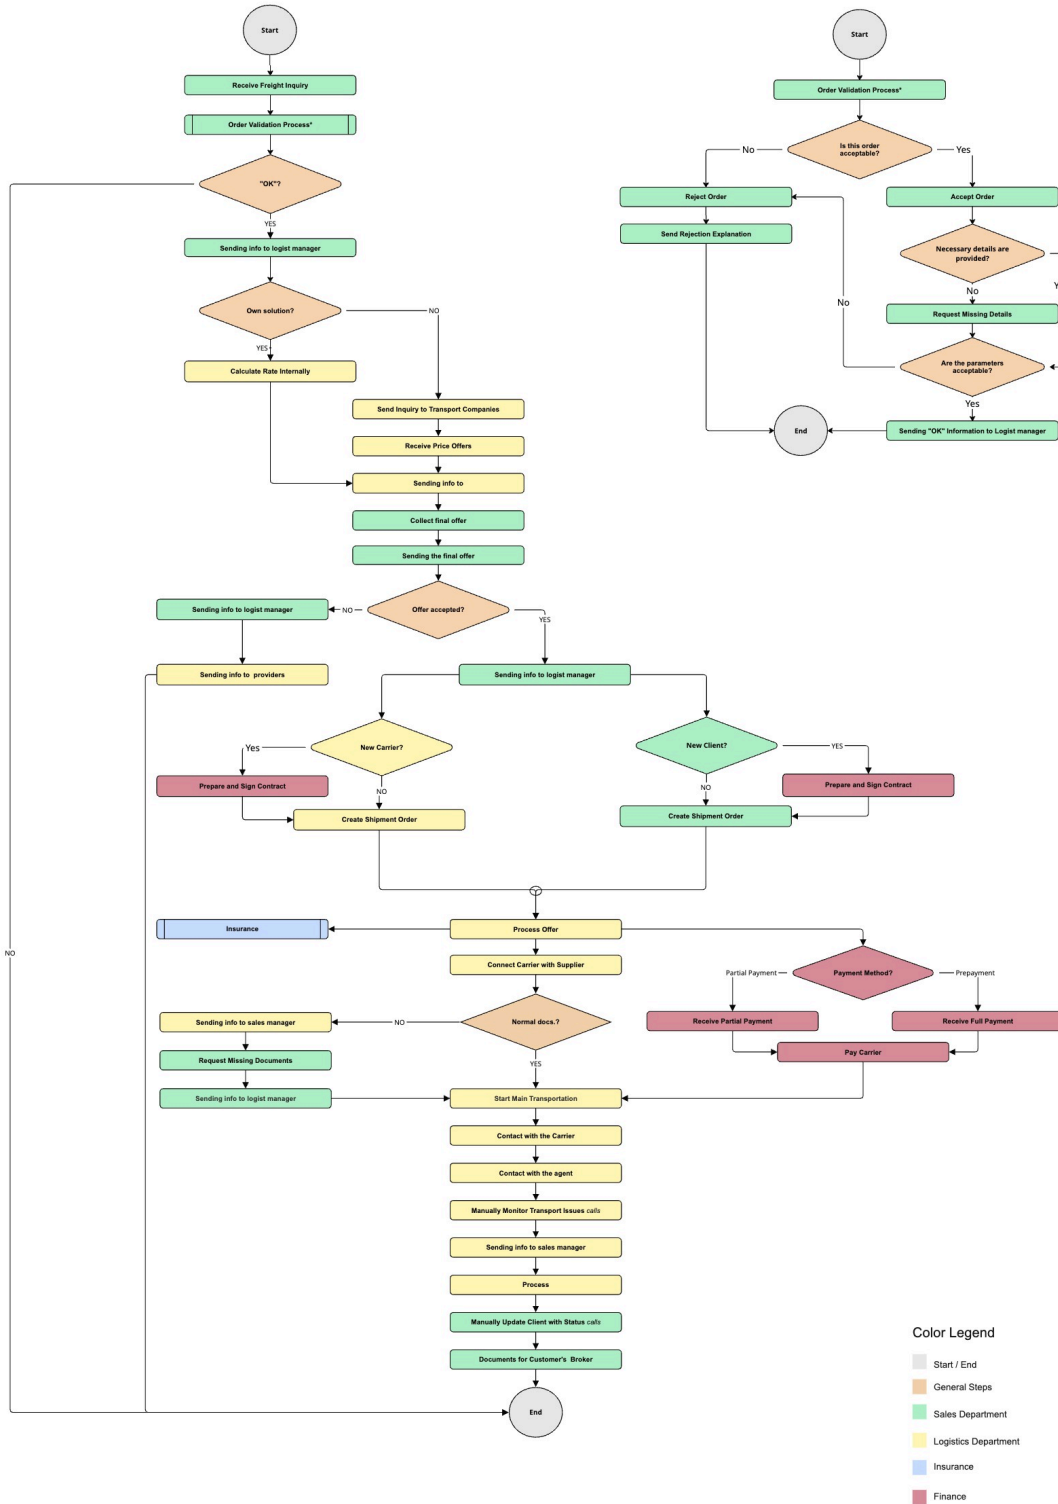 Start
Receive Freight Inquiry
Order Validation Process*
"OK"?
YES
NO
Sending info to logist manager
Own solution?
NO
YES
Calculate Rate Internally
Send Inquiry to Transport Companies
Receive Price Offers
Sending info to
Collect final offer
Sending the final offer
Offer accepted?
NO
YES
Sending info to logist manager
Sending info to providers
Sending info to logist manager
New Carrier?
Yes
NO
Prepare and Sign Contract
Create Shipment Order
New Client?
YES
NO
Prepare and Sign Contract
Create Shipment Order
Process Offer
Insurance
Connect Carrier with Supplier
Payment Method?
Partial Payment
Prepayment
Receive Partial Payment
Receive Full Payment
Pay Carrier
Normal docs.?
NO
YES
Sending info to sales manager
Request Missing Documents
Sending info to logist manager
Start Main Transportation
Contact with the Carrier
Contact with the agent
Manually Monitor Transport Issues calls
Sending info to sales manager
Process
Manually Update Client with Status calls
Documents for Customer's Broker
End
Start
Order Validation Process*
Is this order
acceptable?
No
Yes
Reject Order
Send Rejection Explanation
Accept Order
Necessary details are
provided?
No
Y
Request Missing Details
Are the parameters
acceptable?
No
Yes
Sending "OK" Information to Logist manager
End
Color Legend
Start / End
General Steps
Sales Department
Logistics Department
Insurance
Finance